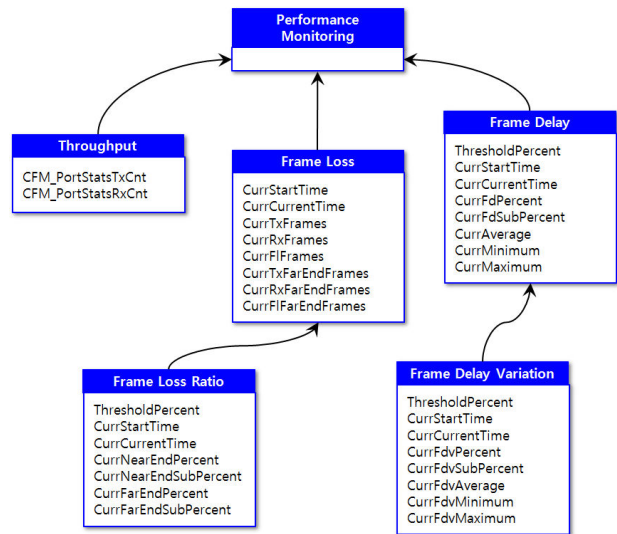 Performance
Monitoring
Throughput
CFM_PortStatsTxCnt
CFM_PortStatsRxCnt
Frame Loss
CurrStartTime
CurrCurrentTime
CurrTxFrames
CurrRxFrames
CurrFlFrames
CurrTxFarEndFrames
CurrRxFarEndFrames
CurrFlFarEndFrames
Frame Delay
ThresholdPercent
CurrStartTime
CurrCurrentTime
CurrFdPercent
CurrFdSubPercent
CurrAverage
CurrMinimum
CurrMaximum
Frame Loss Ratio
ThresholdPercent
CurrStartTime
CurrCurrentTime
CurrNearEndPercent
CurrNearEndSubPercent
CurrFarEndPercent
CurrFarEndSubPercent
Frame Delay Variation
ThresholdPercent
CurrStartTime
CurrCurrentTime
CurrFdvPercent
CurrFdvSubPercent
CurrFdvAverage
CurrFdvMinimum
CurrFdvMaximum